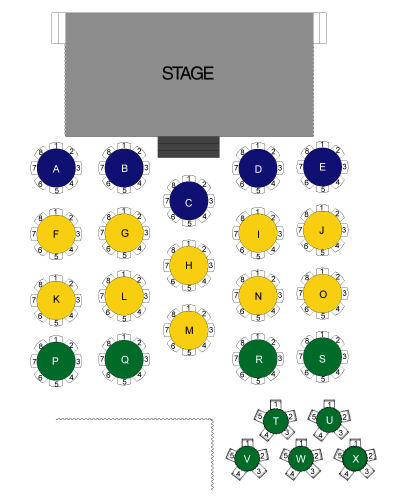 STAGE
1 2 3 4 5 6 7 8 A
1 2 3 4 5 6 7 8 B
1 2 3 4 5 6 7 8 C
1 2 3 4 5 6 7 8 D
1 2 3 4 5 6 7 8 E
1 2 3 4 5 6 7 8 F
1 2 3 4 5 6 7 8 G
1 2 3 4 5 6 7 8 H
1 2 3 4 5 6 7 8 I
1 2 3 4 5 6 7 8 J
1 2 3 4 5 6 7 8 K
1 2 3 4 5 6 7 8 L
1 2 3 4 5 6 7 8 M
1 2 3 4 5 6 7 8 N
1 2 3 4 5 6 7 8 O
1 2 3 4 5 6 7 8 P
1 2 3 4 5 6 7 8 Q
1 2 3 4 5 6 7 8 R
1 2 3 4 5 6 7 8 S
1 2 3 4 5 T
1 2 3 4 5 U
1 2 3 4 5 V
1 2 3 4 5 W
1 2 3 4 5 X